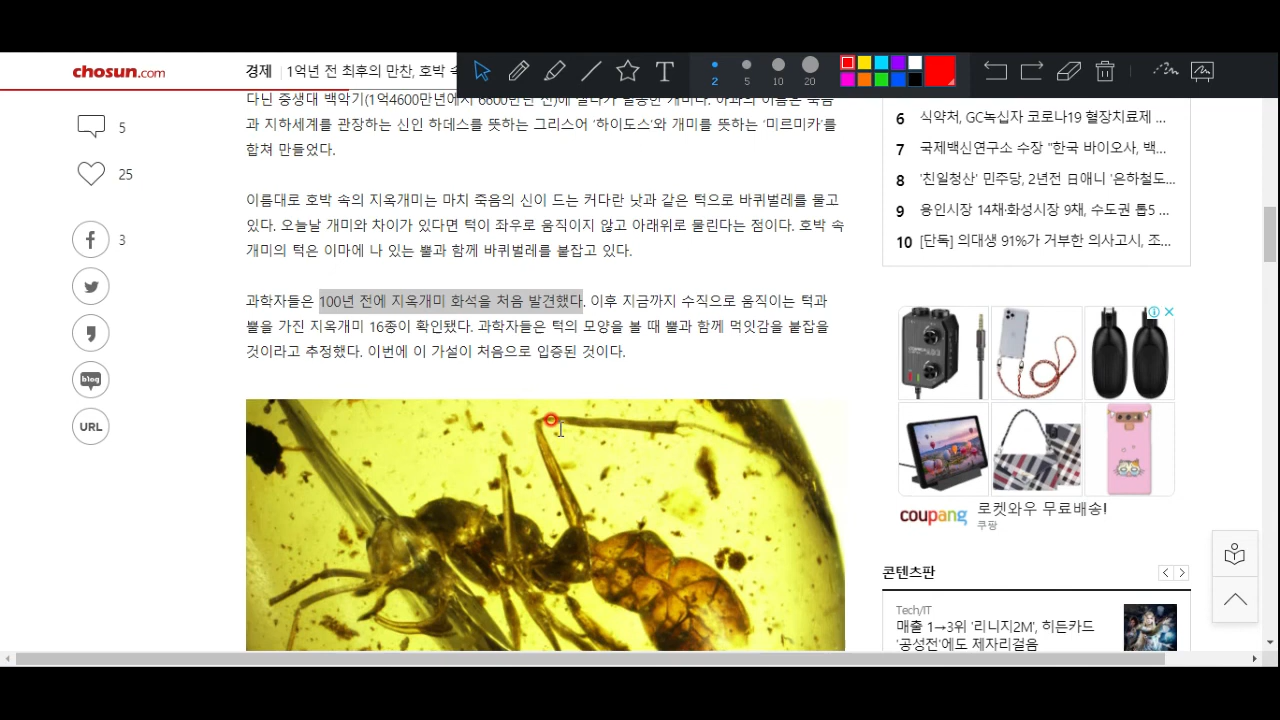 chosun.com
경제
1억년 전 최후의 만찬, 호박 속
T
2
5
10
20
5
25
3
blog
URL
다닌 중생대 백악기(1억4600만년에서 6600만년 전)에
과 지하세계를 관장하는 신인 하데스를 뜻하는 그리스어 '하이도스'와 개미를 뜻하는 '미르미카'를
합쳐 만들었다.
이름대로 호박 속의 지옥개미는 마치 죽음의 신이 드는 커다란 낫과 같은 턱으로 바퀴벌레를 물고
있다. 오늘날 개미와 차이가 있다면 턱이 좌우로 움직이지 않고 아래위로 물린다는 점이다. 호박 속
개미의 턱은 이마에 나 있는 뿔과 함께 바퀴벌레를 붙잡고 있다.
과학자들은 100년 전에 지옥개미 화석을 처음 발견했다. 이후 지금까지 수직으로 움직이는 턱과
뿔을 가진 지옥개미 16종이 확인됐다. 과학자들은 턱의 모양을 볼 때 뿔과 함께 먹잇감을 붙잡을
것이라고 추정했다. 이번에 이 가설이 처음으로 입증된 것이다.
6 식약처, GC녹십자 코로나19 혈장치료제 ...
7 국제백신연구소 수장 "한국 바이오사, 백...
8 '친일청산' 민주당, 2년전 日애니 '은하철도...
9 용인시장 14채·화성시장 9채, 수도권 톱5 ...
10 [단독] 의대생 91%가 거부한 의사고시, 조...
coupang
로켓와우 무료배송!
쿠팡
콘텐츠판
Tech/IT
매출 1→3위 '리니지2M', 히든카드
'공성전'에도 제자리걸음